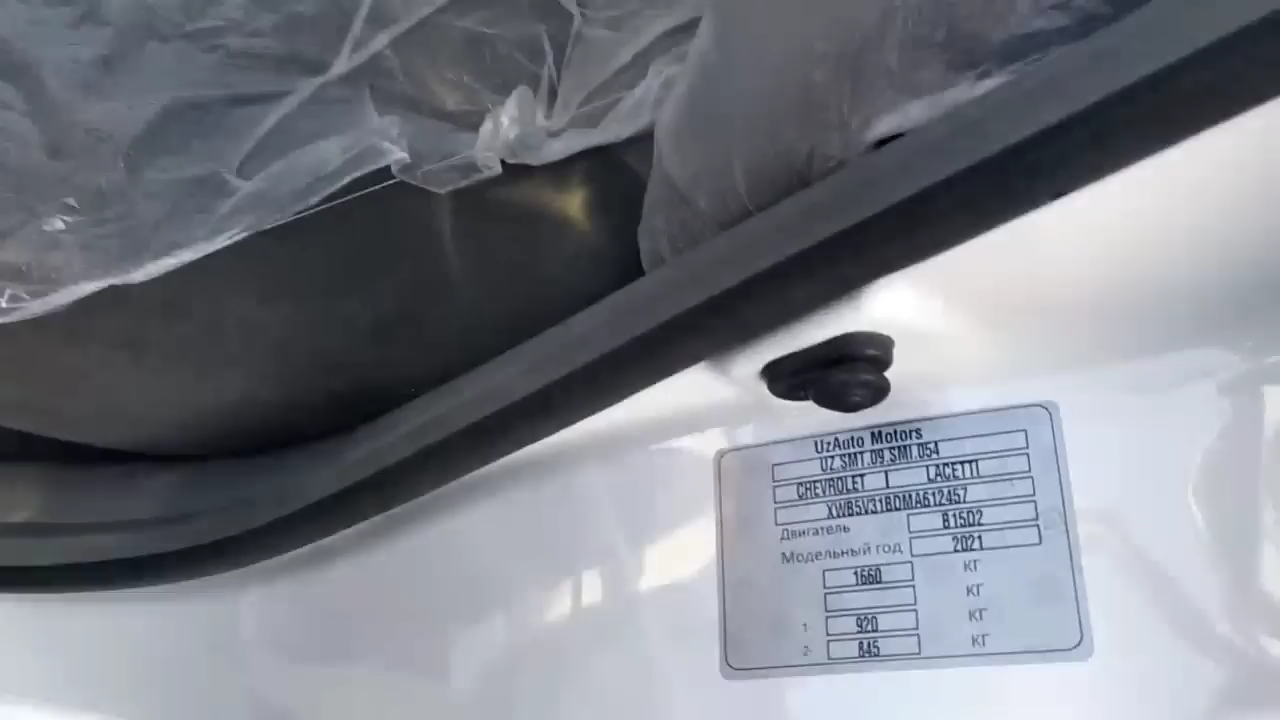 UzAuto Motors
UZ.SMT.09.SMI.054
CHEVROLET LACETTI
XWB5V31BDMA612457
Двигатель B15D2
Модельный год 2021
1660 КГ
КГ
1- 920 КГ
2- 845 КГ